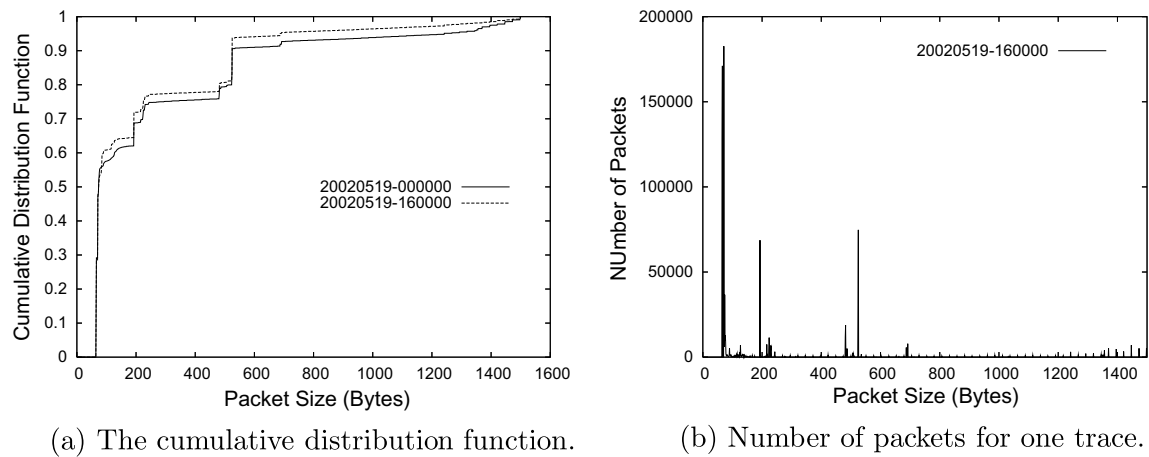 1
0.9
0.8
0.7
0.6
0.5
0.4
0.3
0.2
0.1
0
Cumulative Distribution Function
20020519-000000
20020519-160000
0 200 400 600 800 1000 1200 1400 1600
Packet Size (Bytes)
(a) The cumulative distribution function.
200000
150000
100000
50000
0
NUmber of Packets
20020519-160000
0 200 400 600 800 1000 1200 1400
Packet Size (Bytes)
(b) Number of packets for one trace.